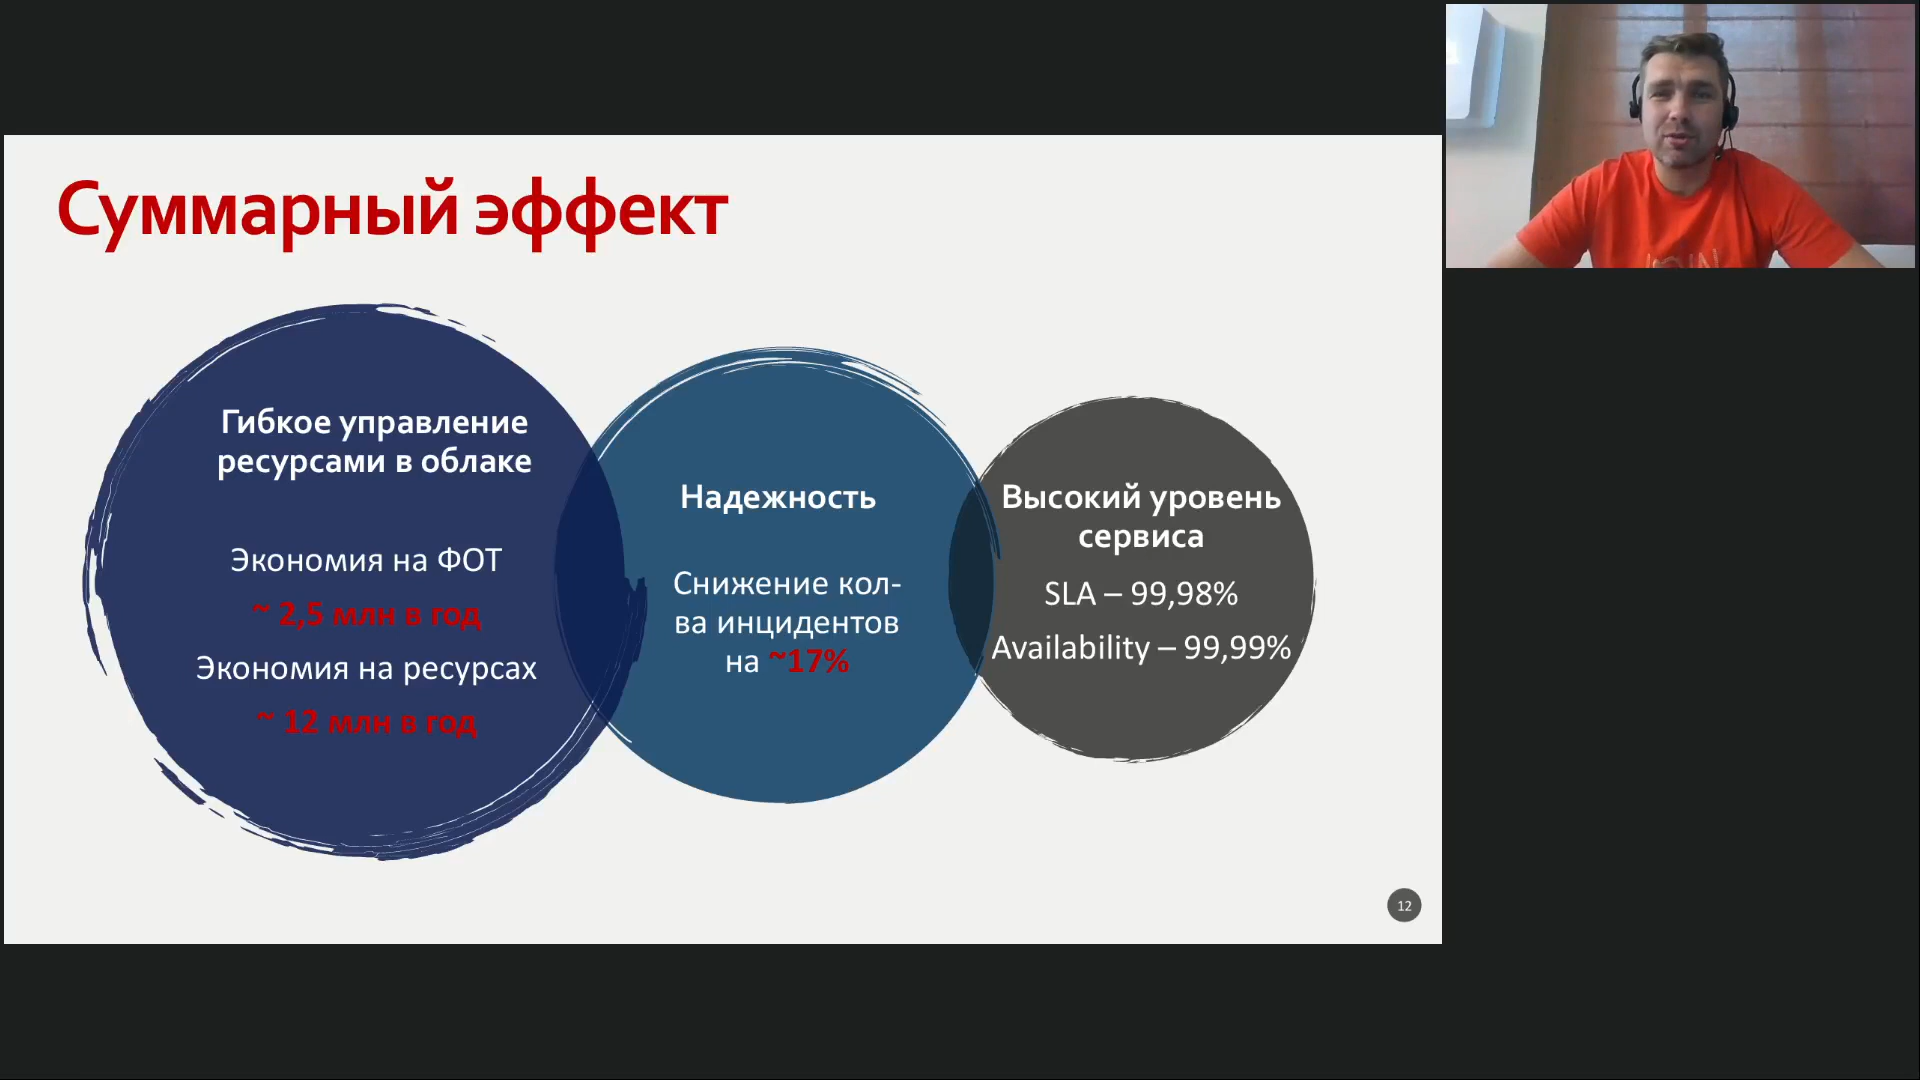 Суммарный эффект
Гибкое управление
ресурсами в облаке
Экономия на ФОТ
~ 2,5 млн в год
Экономия на ресурсах
~ 12 млн в год
Надежность
Снижение кол-
ва инцидентов
на ~17%
Высокий уровень
сервиса
SLA – 99,98%
Availability – 99,99%
12